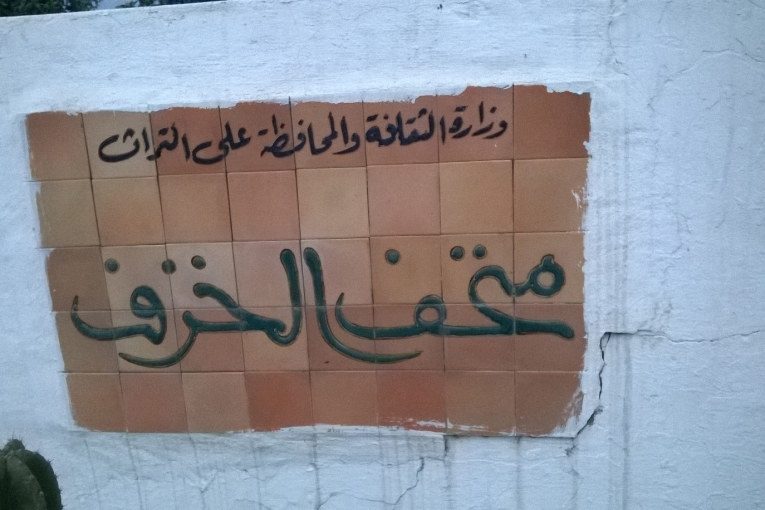 وزارة الثقافة والمحافظة على التراث
متحف الخزف